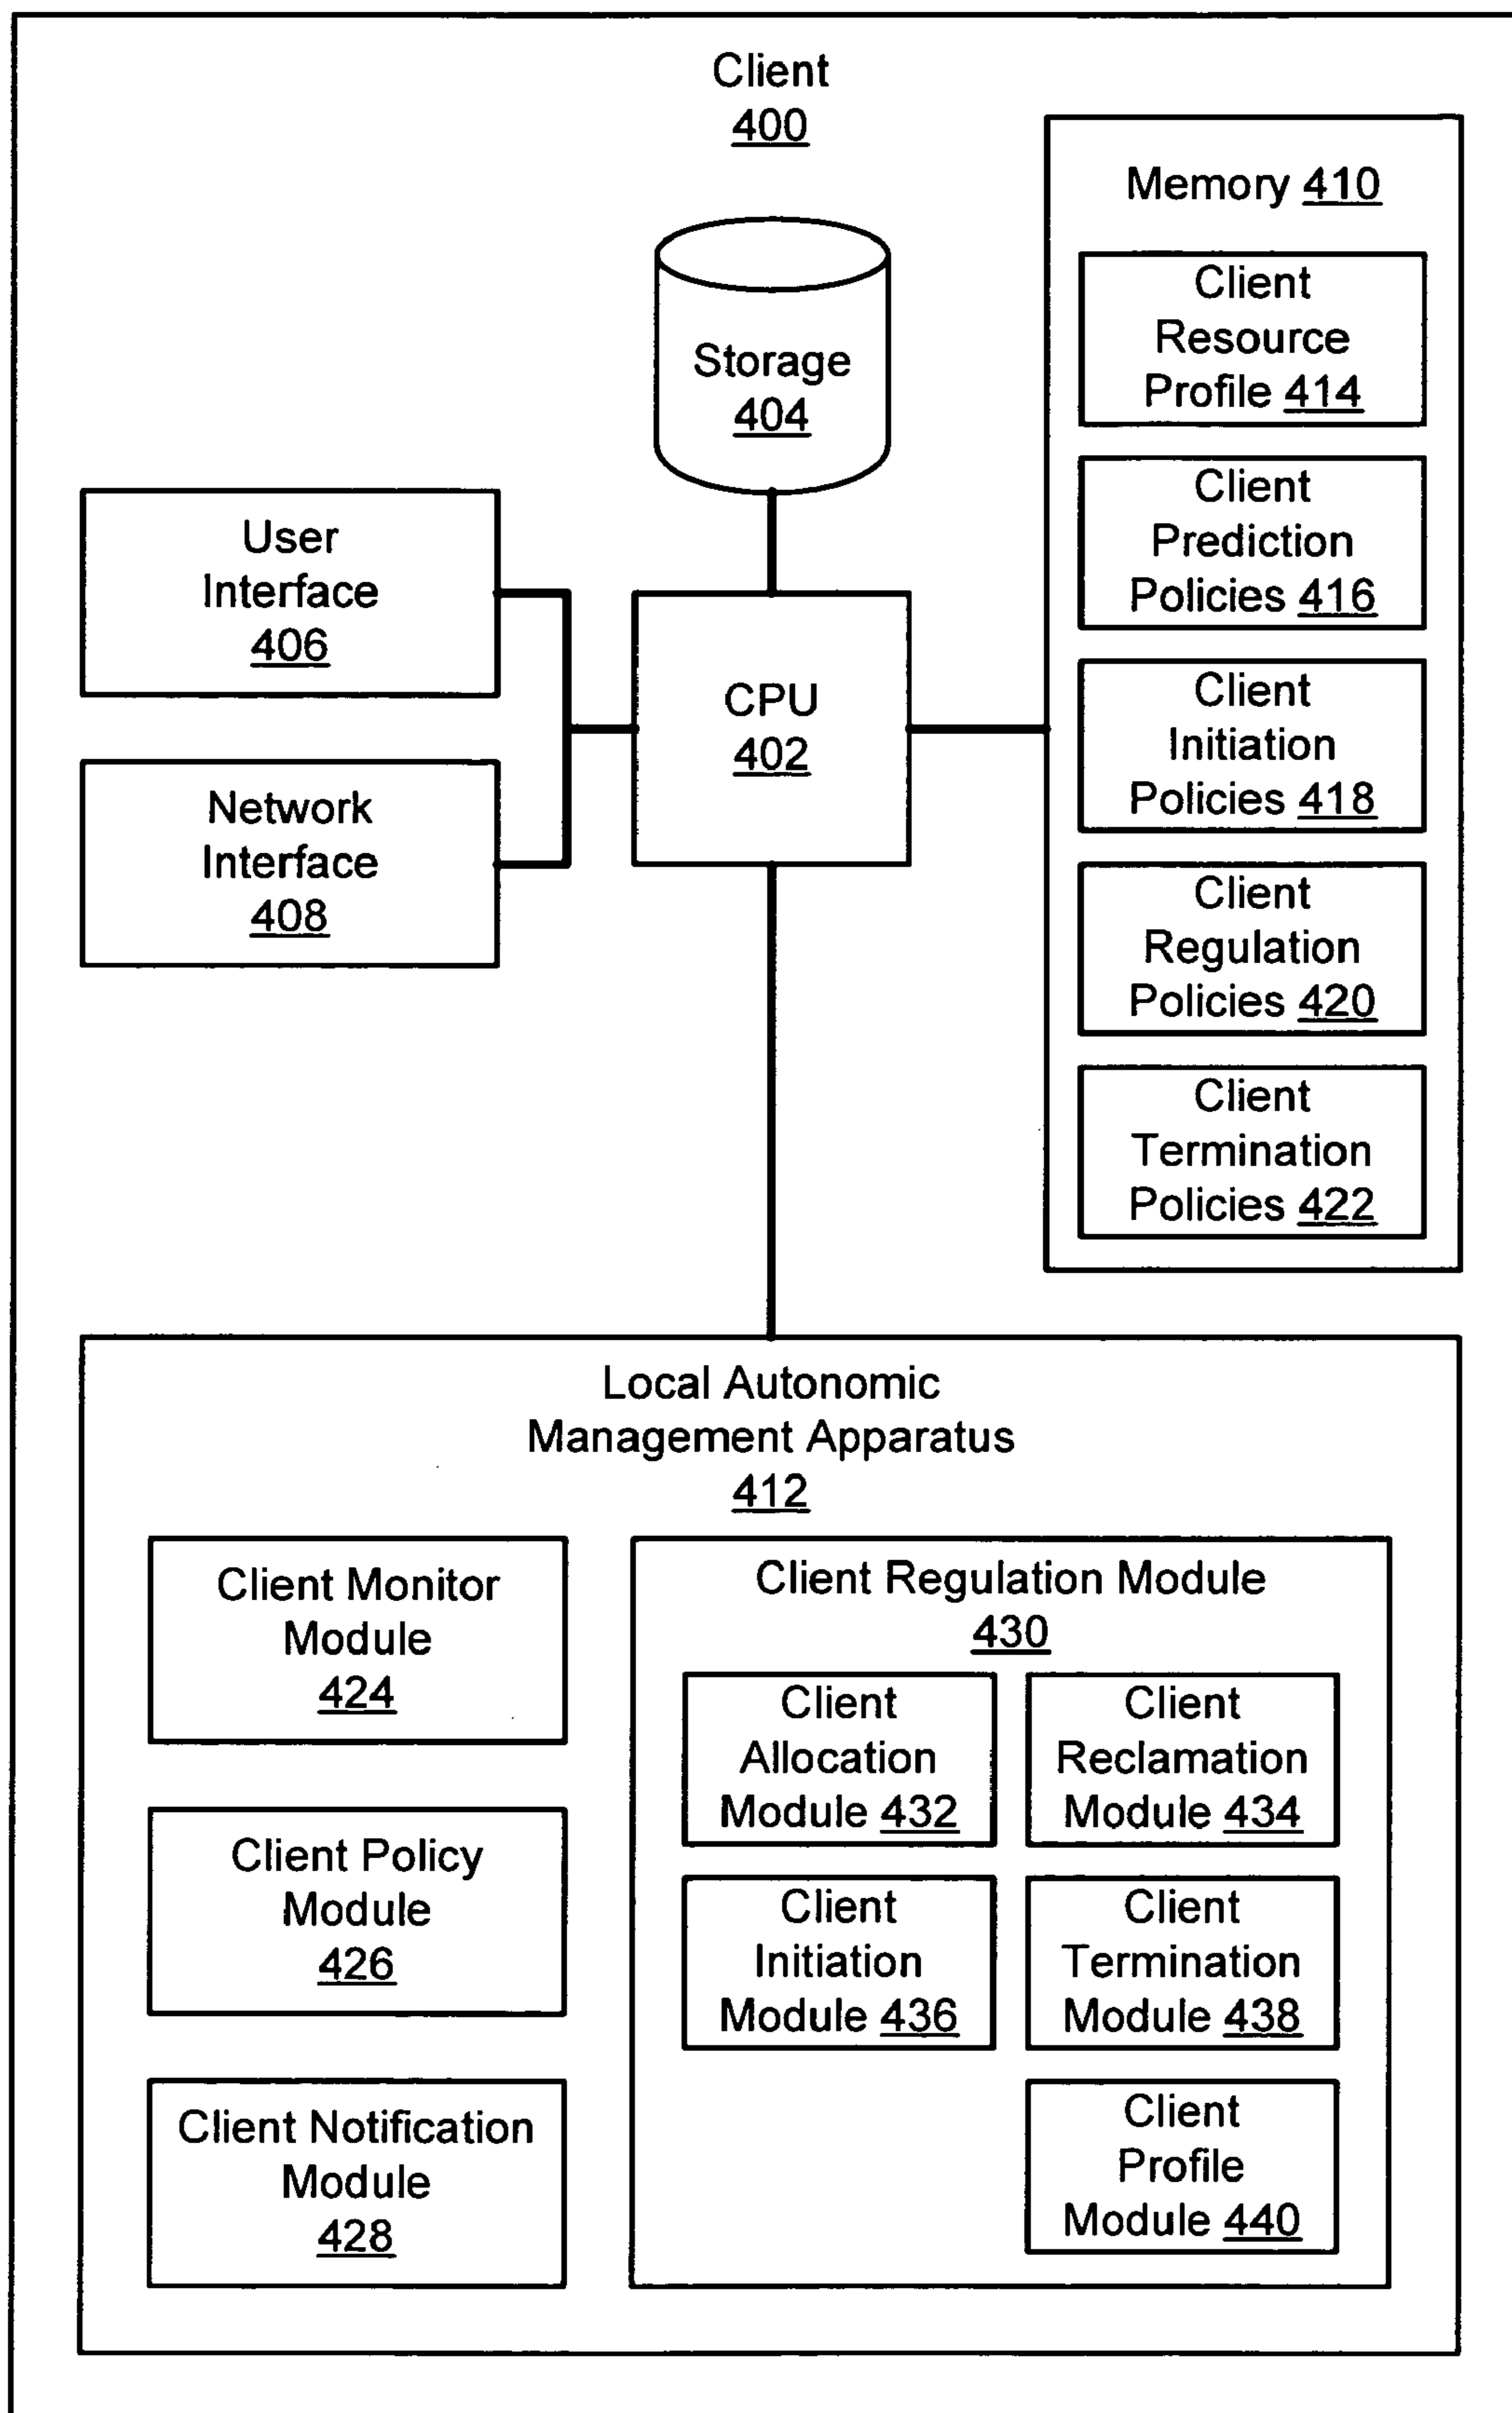 Client
400
Memory 410
Client
Resource
Profile 414
Client
Prediction
Policies 416
Client
Initiation
Policies 418
Client
Regulation
Policies 420
Client
Termination
Policies 422
Storage
404
User
Interface
406
CPU
402
Network
Interface
408
Local Autonomic
Management Apparatus
412
Client Monitor
Module
424
Client Policy
Module
426
Client Notification
Module
428
Client Regulation Module
430
Client
Allocation
Module 432
Client
Reclamation
Module 434
Client
Initiation
Module 436
Client
Termination
Module 438
Client
Profile
Module 440